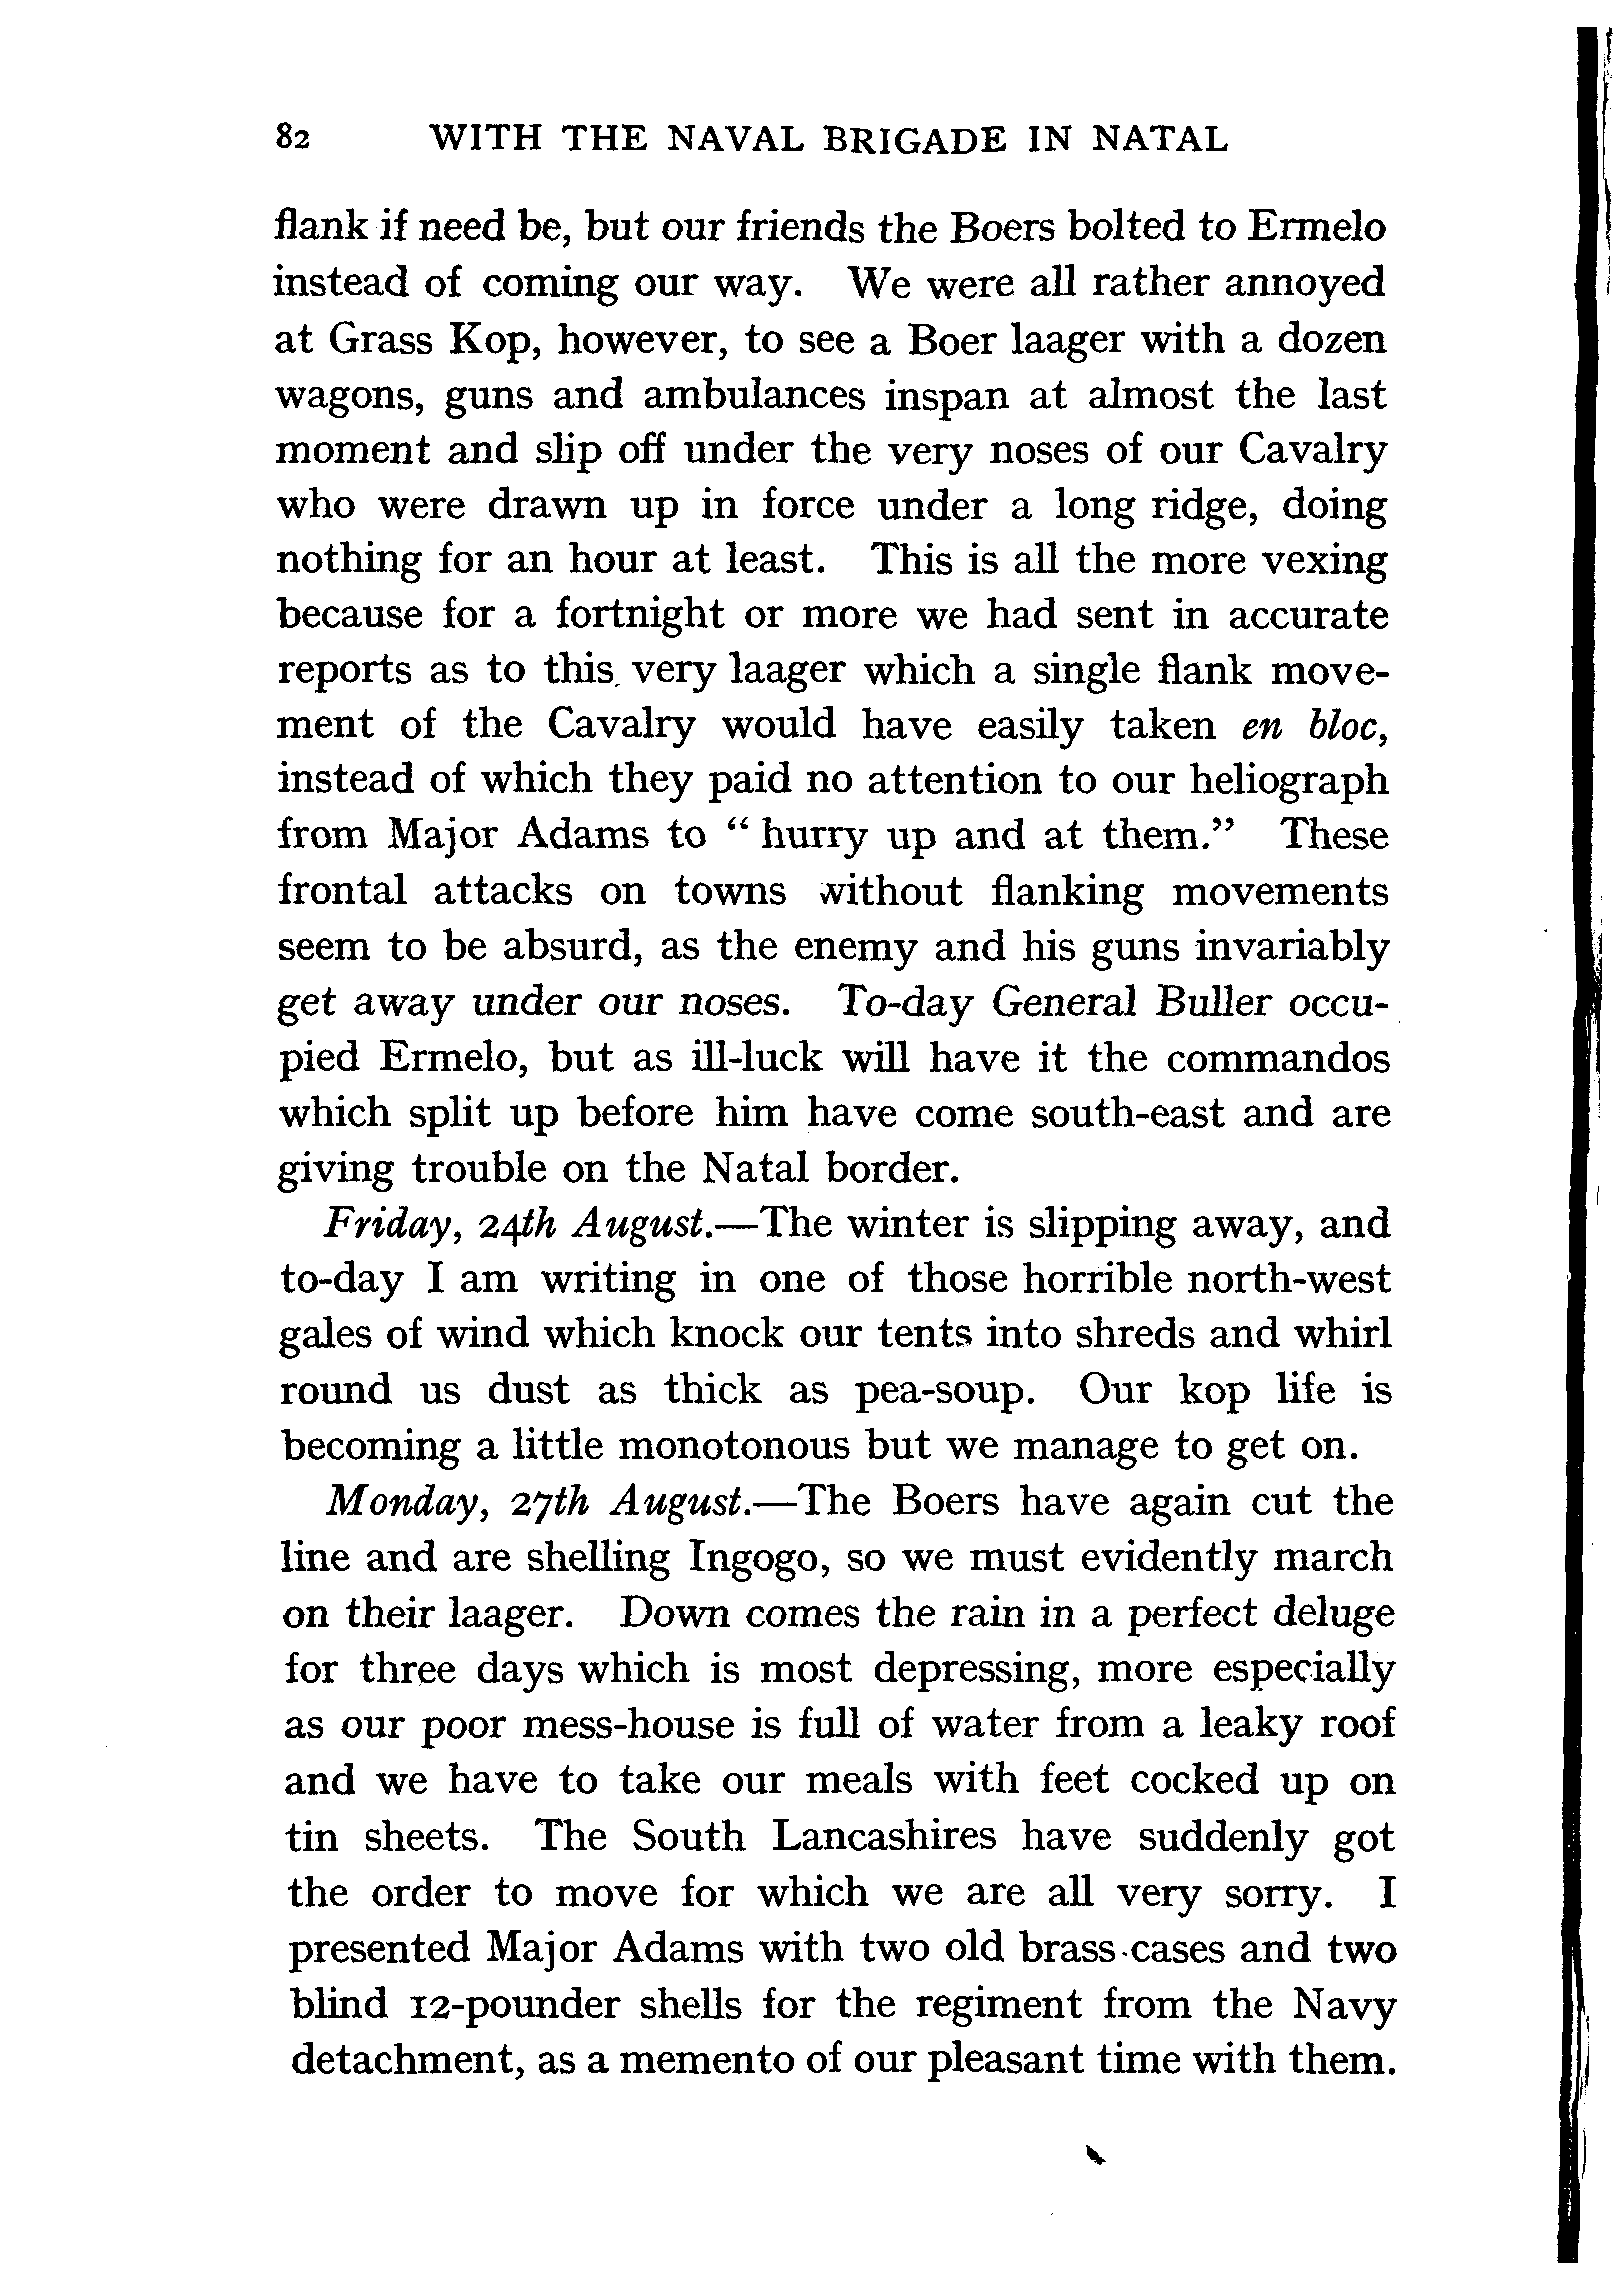 82 WITH THE NAVAL BRIGADE IN NATAL
flank if need be, but our friends the Boers bolted to Ermelo
instead of coming our way. We were all rather annoyed
at Grass Kop, however, to see a Boer laager with a dozen
wagons, guns and ambulances inspan at almost the last
moment and slip off under the very noses of our Cavalry
who were drawn up in force under a long ridge, doing
nothing for an hour at least. This is all the more vexing
because for a fortnight or more we had sent in accurate
reports as to this very laager which a single flank move-
ment of the Cavalry would have easily taken en bloc,
instead of which they paid no attention to our heliograph
from Major Adams to “ hurry up and at them.” These
frontal attacks on towns without flanking movements
seem to be absurd, as the enemy and his guns invariably
get away under our noses. To-day General Buller occu-
pied Ermelo, but as ill-luck will have it the commandos
which split up before him have come south-east and are
giving trouble on the Natal border.
Friday, 24th August.—The winter is slipping away, and
to-day I am writing in one of those horrible north-west
gales of wind which knock our tents into shreds and whirl
round us dust as thick as pea-soup. Our kop life is
becoming a little monotonous but we manage to get on.
Monday, 27th August.—The Boers have again cut the
line and are shelling Ingogo, so we must evidently march
on their laager. Down comes the rain in a perfect deluge
for three days which is most depressing, more especially
as our poor mess-house is full of water from a leaky roof
and we have to take our meals with feet cocked up on
tin sheets. The South Lancashires have suddenly got
the order to move for which we are all very sorry. I
presented Major Adams with two old brass cases and two
blind 12-pounder shells for the regiment from the Navy
detachment, as a memento of our pleasant time with them.